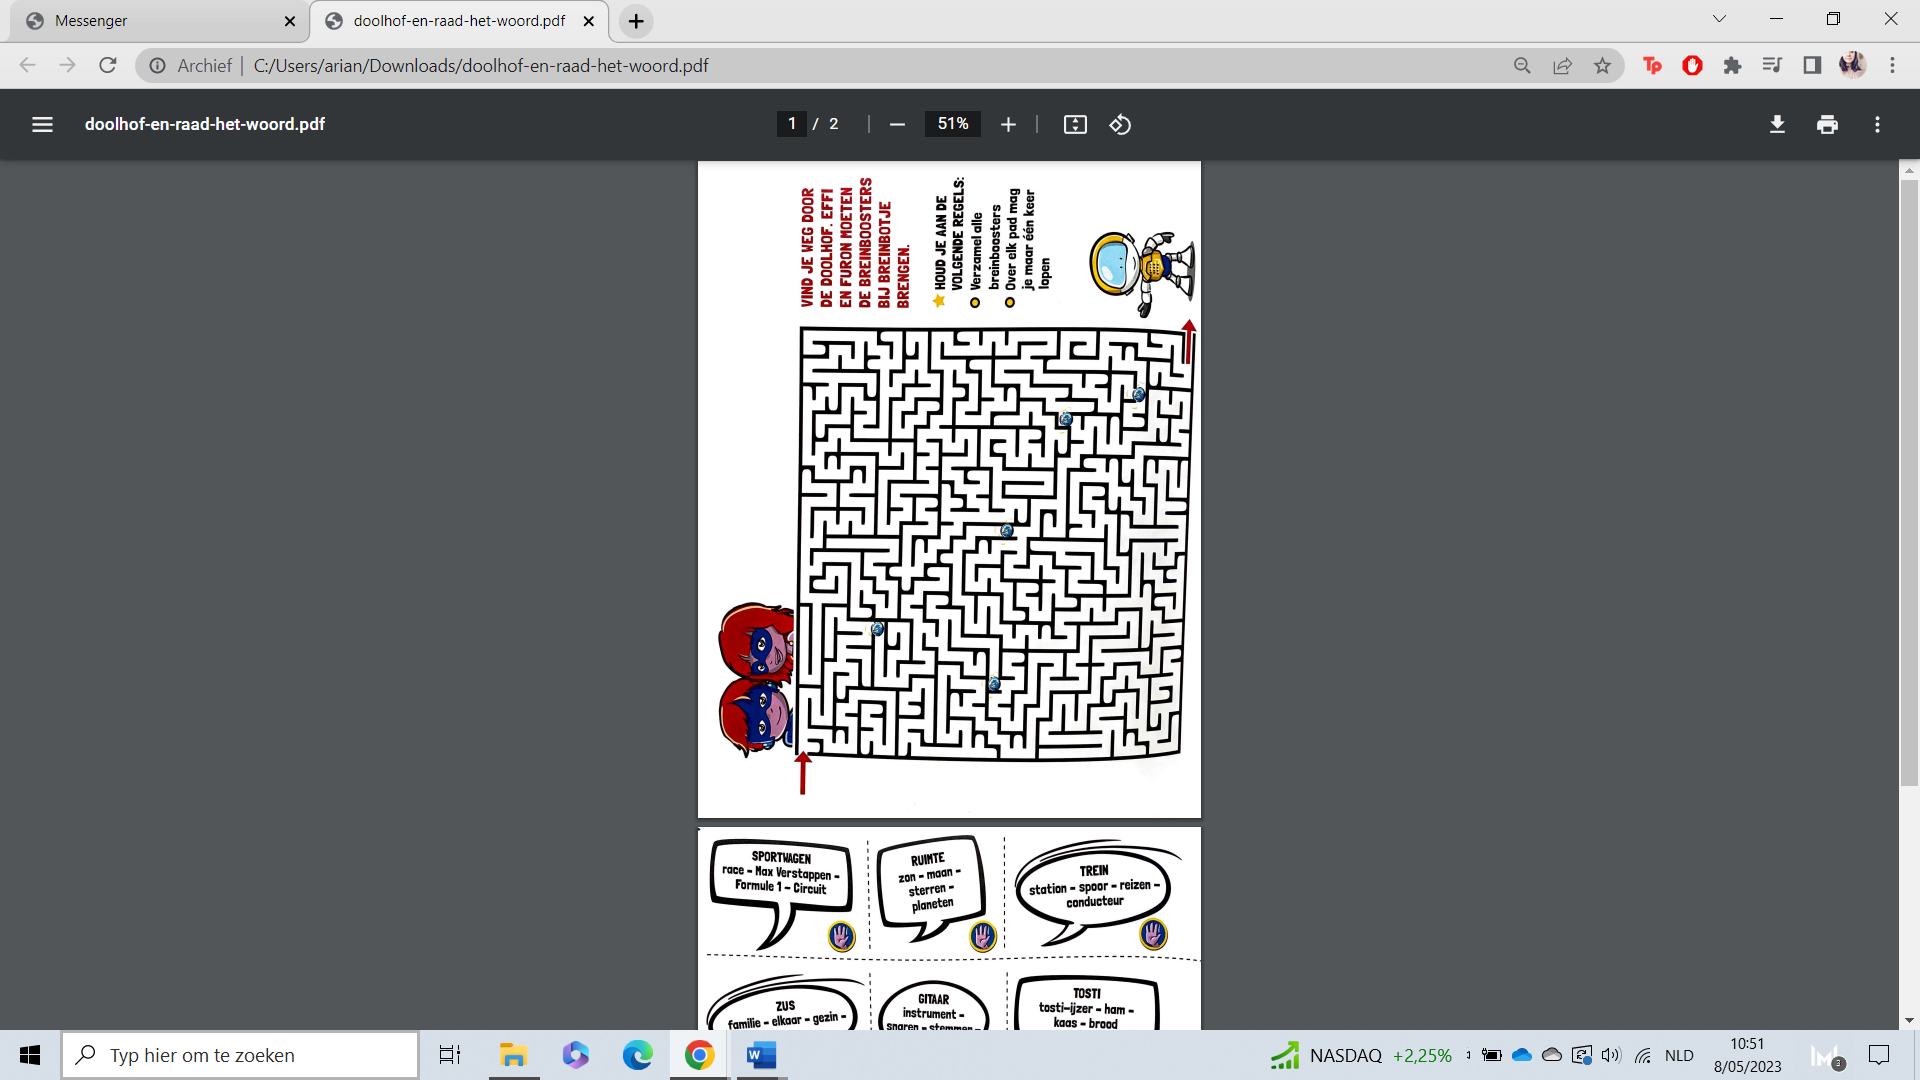 Messenger
doolhof-en-raad-het-woord.pdf
Archief | C:/Users/arian/Downloads/doolhof-en-raad-het-woord.pdf
doolhof-en-raad-het-woord.pdf
1 / 2
51%
VIND JE WEG DOOR
DE DOOLHOF. EFFI
EN FURON MOETEN
DE BREINBOOSTERS
BIJ BREINBOTJE
BRENGEN.
HOUD JE AAN DE
VOLGENDE REGELS:
Verzamel alle
breinboosters
Over elk pad mag
je maar één keer
lopen
SPORTWAGEN
race - Max Verstappen -
Formule 1 - Circuit
RUIMTE
zon - maan -
sterren -
planeten
TREIN
station - spoor - reizen -
conducteur
ZUS
familie - elkaar - gezin -
GITAAR
instrument -
snaren - stemmen -
TOSTI
tosti-ijzer - ham -
kaas - brood
Typ hier om te zoeken
NASDAQ +2,25%
NLD
10:51
8/05/2023
3